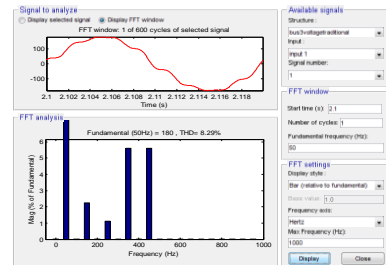 Signal to analyze
Display selected signal
Display FFT window
FFT window: 1 of 600 cycles of selected signal
100
0
-100
2.1 2.102 2.104 2.106 2.108 2.11 2.112 2.114 2.116 2.118
Time (s)
FFT analysis
Fundamental (50Hz) = 180 , THD= 8.29%
6
5
4
3
2
1
0
Mag (% of Fundamental)
0 200 400 600 800 1000
Frequency (Hz)
Available signals
Structure :
bus3voltagetraditional
Input :
input 1
Signal number:
1
FFT window
Start time (s): 2.1
Number of cycles: 1
Fundamental frequency (Hz):
50
FFT settings
Display style :
Bar (relative to fundamental)
Base value: 1.0
Frequency axis:
Hertz
Max Frequency (Hz):
1000
Display
Close